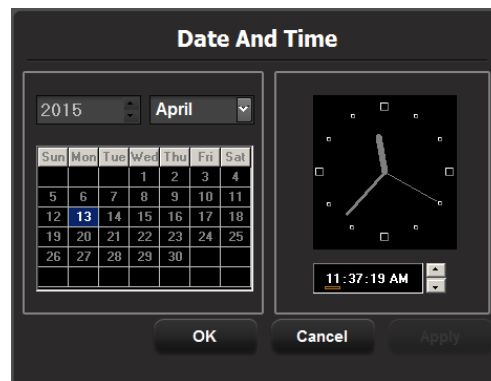 Date And Time
2015 April
Sun Mon Tue Wed Thu Fri Sat
1 2 3 4
5 6 7 8 9 10 11
12 13 14 15 16 17 18
19 20 21 22 23 24 25
26 27 28 29 30
11:37:19 AM
OK Cancel Apply